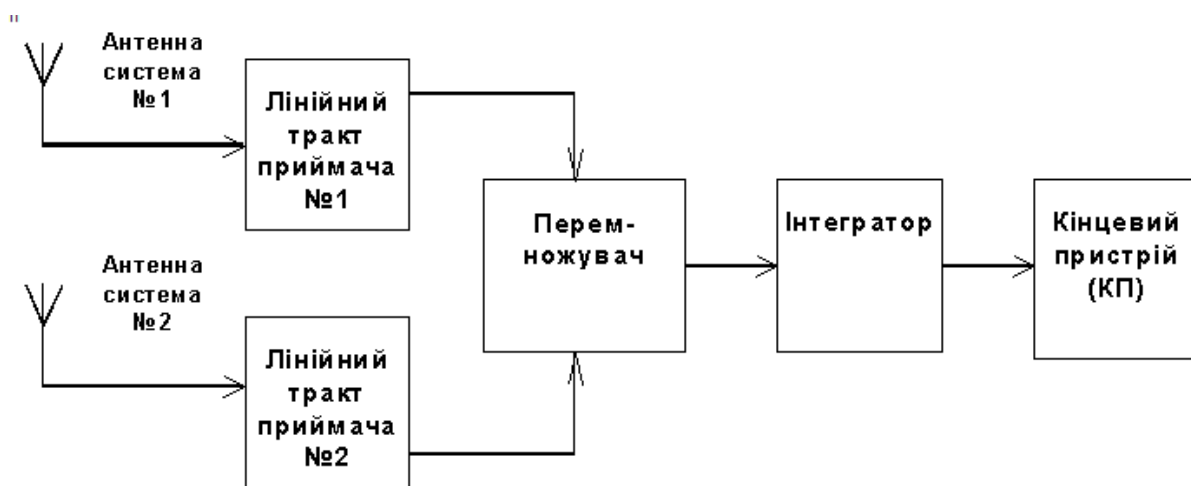 "
Антенна
система
№1
Лінійний
тракт
приймача
№1
Перем-
ножувач
Інтегратор
Кінцевий
пристрій
(КП)
Антенна
система
№2
Лінійний
тракт
приймача
№2